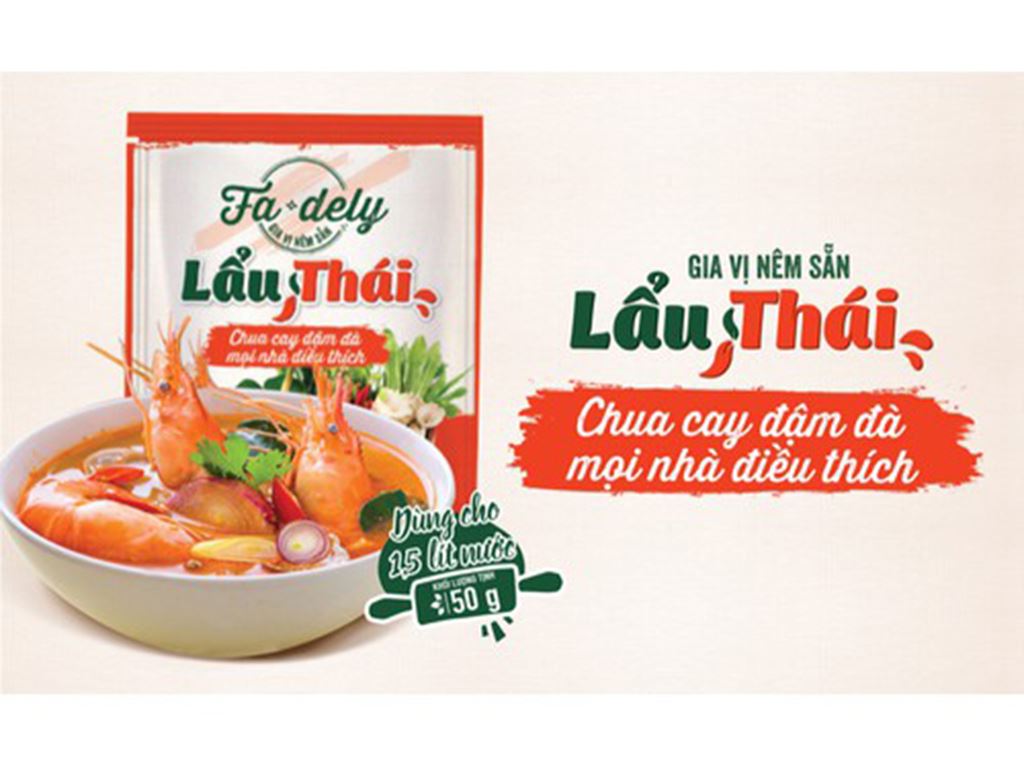 Fa dely
GIA VỊ NÊM SẴN
Lẩu Thái
Chua cay đậm đà
mọi nhà điều thích
Dùng cho
1,5 lít nước
KHỐI LƯỢNG TỊNH
50 g
GIA VỊ NÊM SẴN
Lẩu Thái
Chua cay đậm đà
mọi nhà điều thích